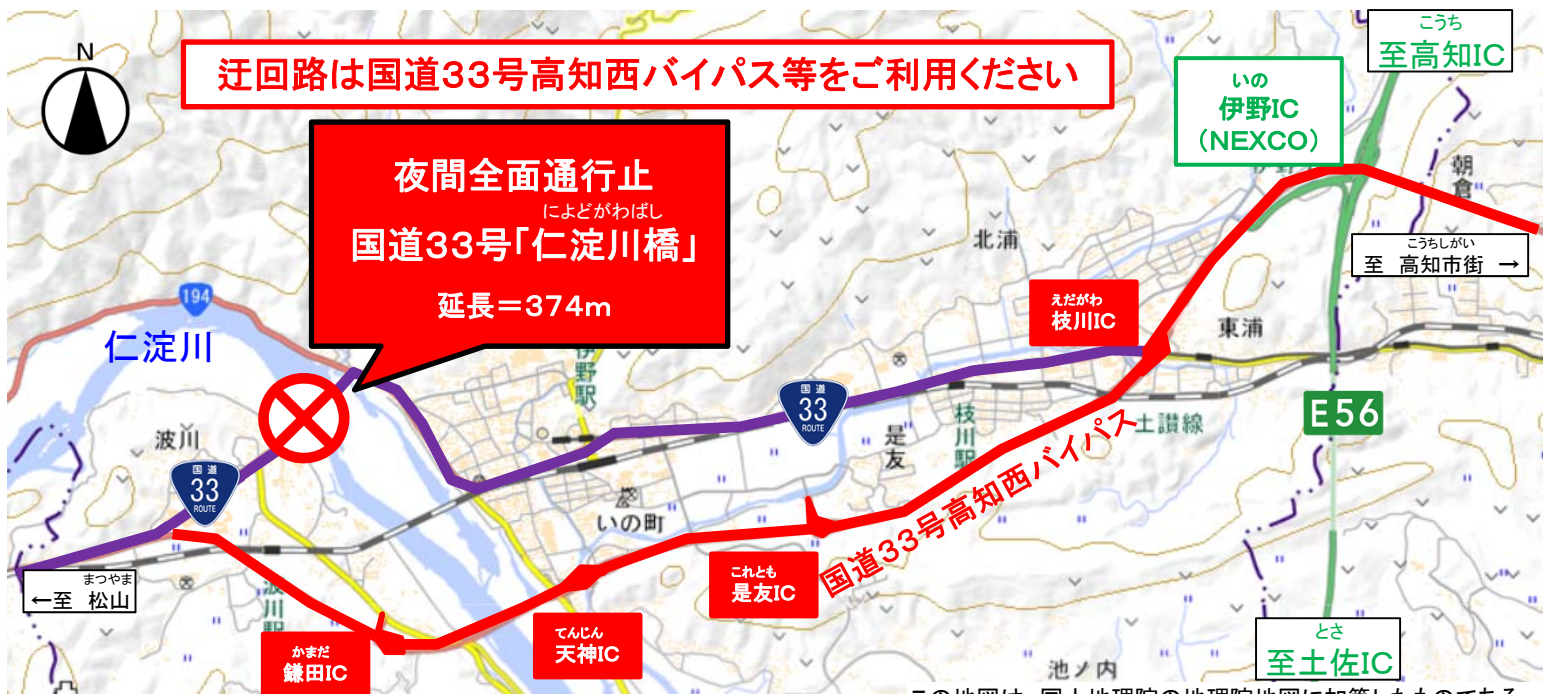 N
迂回路は国道33号高知西バイパス等をご利用ください
こうち
至高知IC
いの
伊野IC
(NEXCO)
夜間全面通行止
によどがわばし
国道33号「仁淀川橋」
延長=374m
朝倉
北浦
こうしがい
至 高知市街 →
194
仁淀川
えだがわ
枝川IC
東浦
伊野駅
国道
33
ROUTE
E56
波川
枝川駅
土讃線
是友
国道
33
ROUTE
いの町
国道33号高知西バイパス
まつやま
←至 松山
波川駅
これとも
是友IC
かまだ
鎌田IC
てんじん
天神IC
とさ
至土佐IC
池ノ内